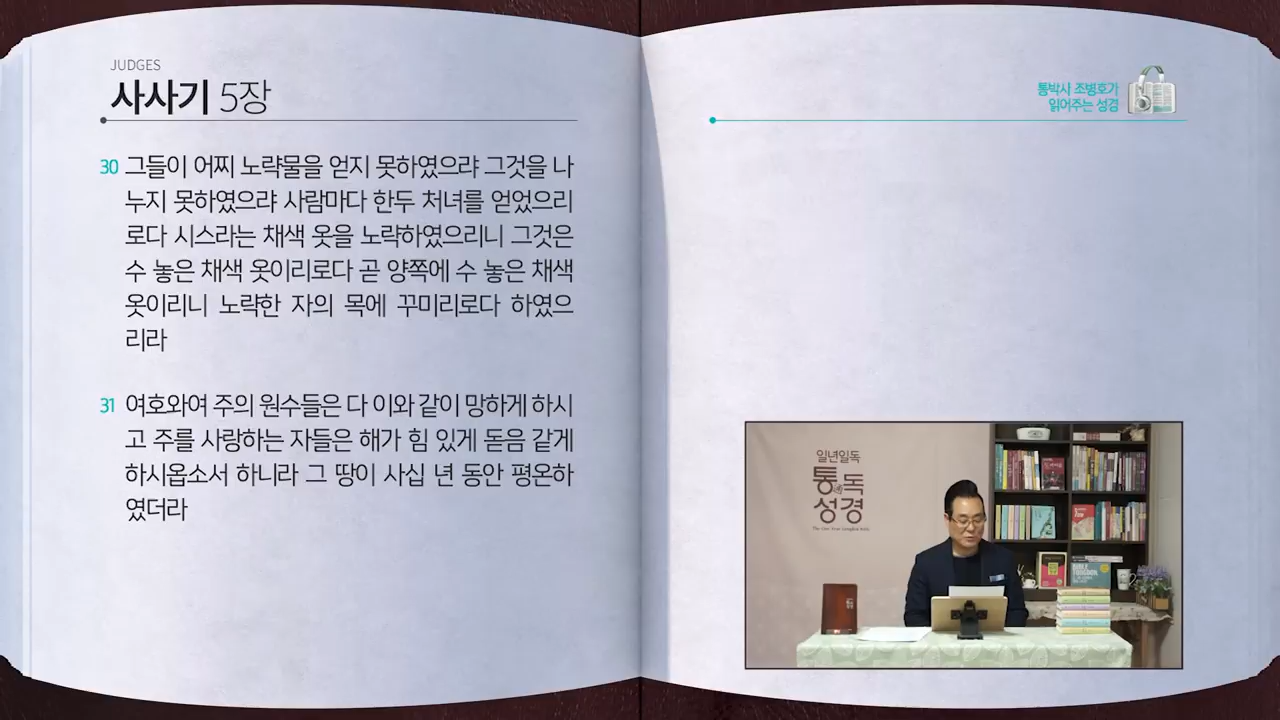 JUDGES
사사기 5장
30 그들이 어찌 노략물을 얻지 못하였으랴 그것을 나
누지 못하였으랴 사람마다 한두 처녀를 얻었으리
로다 시스라는 채색 옷을 노략하였으리니 그것은
수 놓은 채색 옷이리로다 곧 양쪽에 수 놓은 채색
옷이리니 노략한 자의 목에 꾸미리로다 하였으
리라
31 여호와여 주의 원수들은 다 이와 같이 망하게 하시
고 주를 사랑하는 자들은 해가 힘 있게 돋음 같게
하시옵소서 하니라 그 땅이 사십 년 동안 평온하
였더라
통박사 조병호가
읽어주는 성경
일년일독
통독
성경